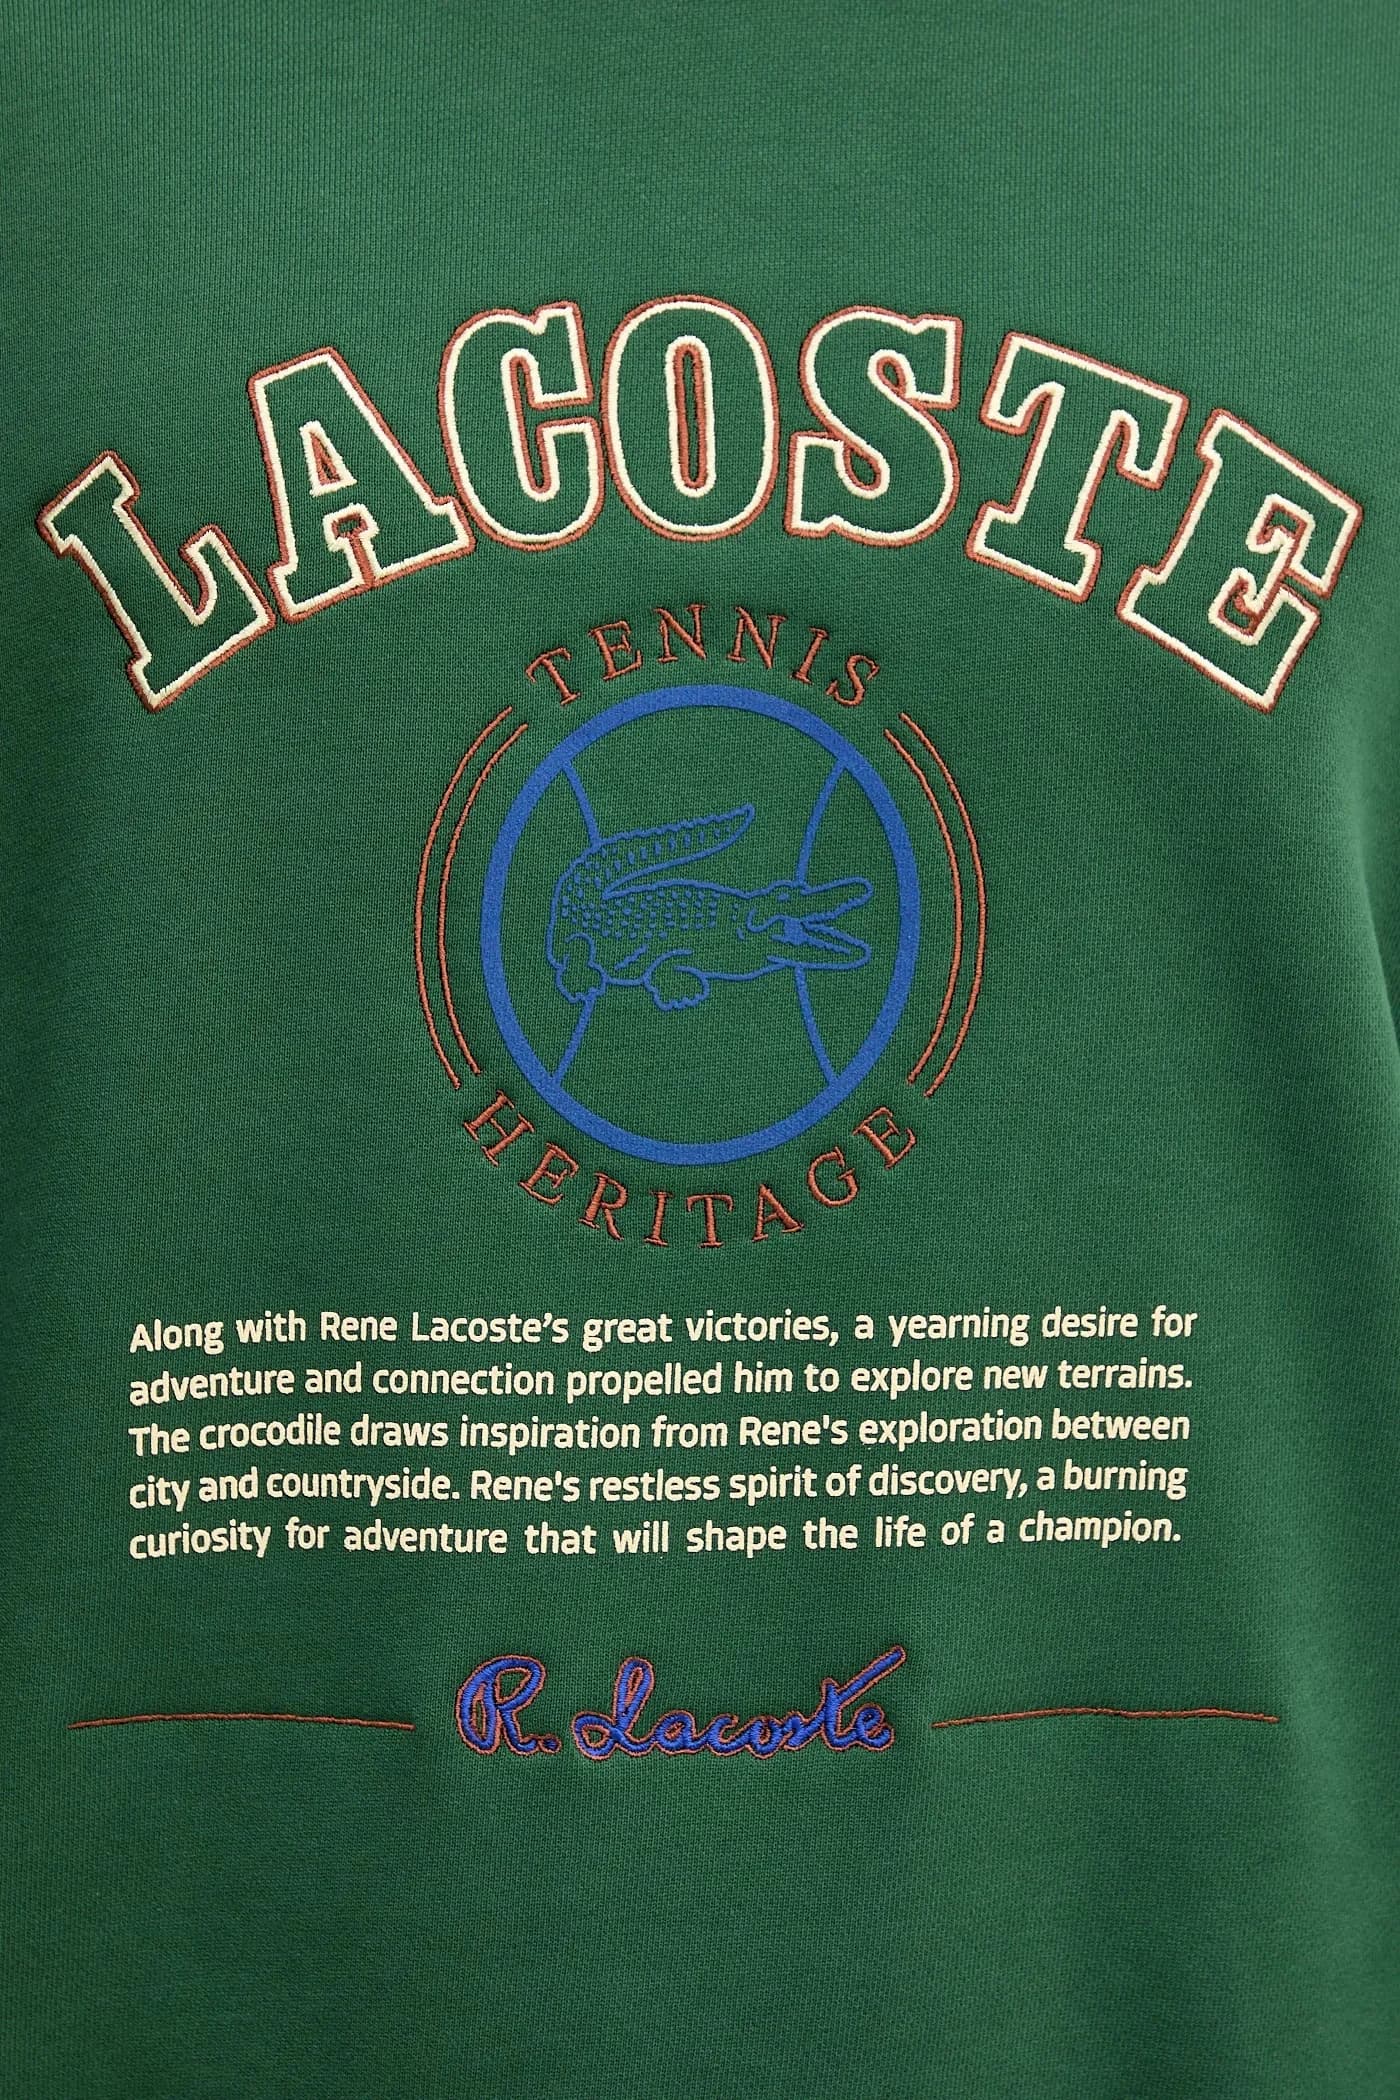 LACOSTE
TENNIS
HERITAGE
Along with Rene Lacoste’s great victories, a yearning desire for
adventure and connection propelled him to explore new terrains.
The crocodile draws inspiration from Rene's exploration between
city and countryside. Rene's restless spirit of discovery, a burning
curiosity for adventure that will shape the life of a champion.
R. Lacoste